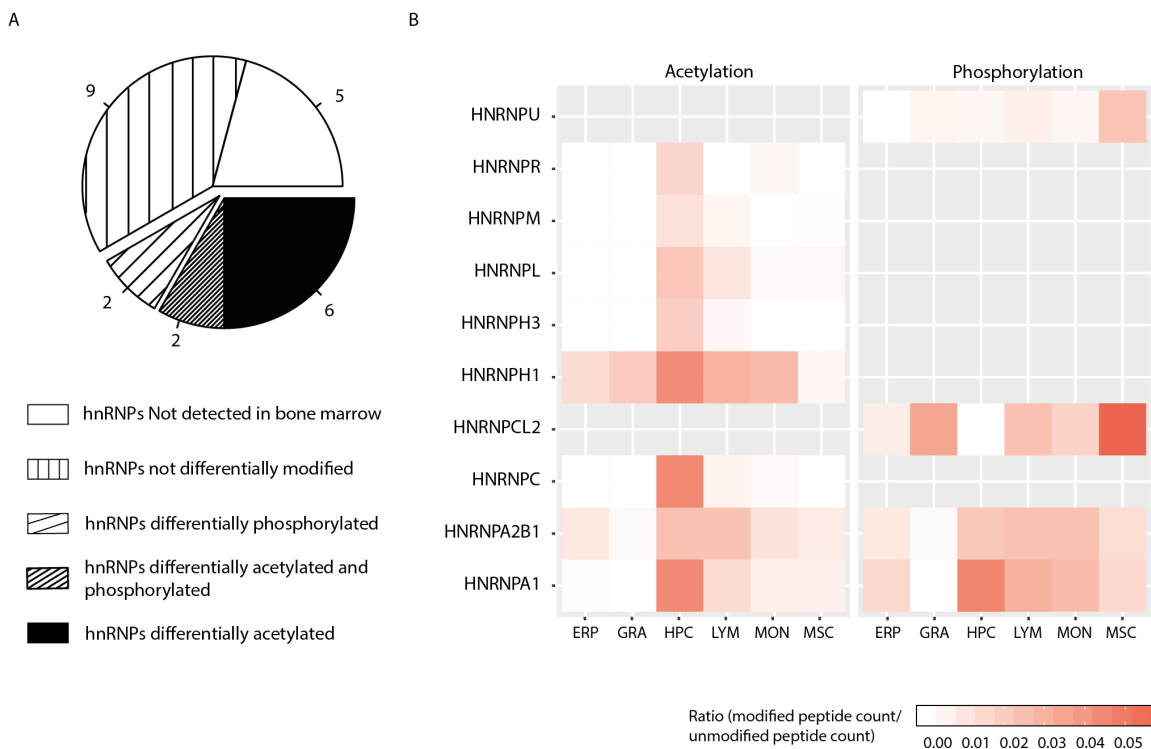 A
9
5
2
2
6
hnRNPs Not detected in bone marrow
hnRNPs not differentially modified
hnRNPs differentially phosphorylated
hnRNPs differentially acetylated and
phosphorylated
hnRNPs differentially acetylated
B
Acetylation
Phosphorylation
HNRNPU
HNRNPR
HNRNPM
HNRNPL
HNRNPH3
HNRNPH1
HNRNPCL2
HNRNPC
HNRNPA2B1
HNRNPA1
ERP GRA HPC LYM MON MSC
ERP GRA HPC LYM MON MSC
Ratio (modified peptide count/
unmodified peptide count)
0.00 0.01 0.02 0.03 0.04 0.05